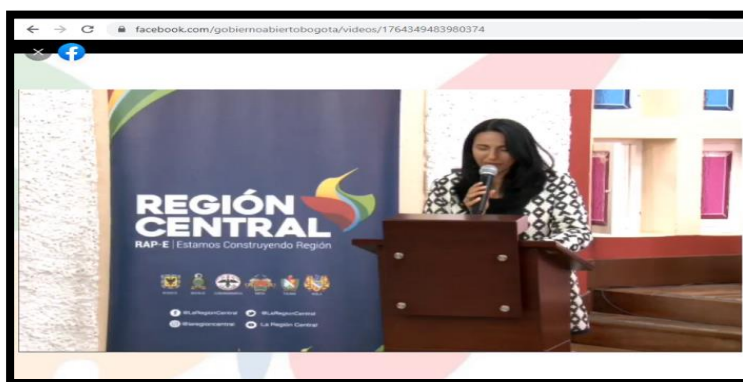 facebook.com/gobiernoabiertobogota/videos/1764349483980374
REGIÓN
CENTRAL
RAP-E | Estamos Construyendo Región
@LaRegionCentral @LaRegionCentral
@laregioncentral La Región Central